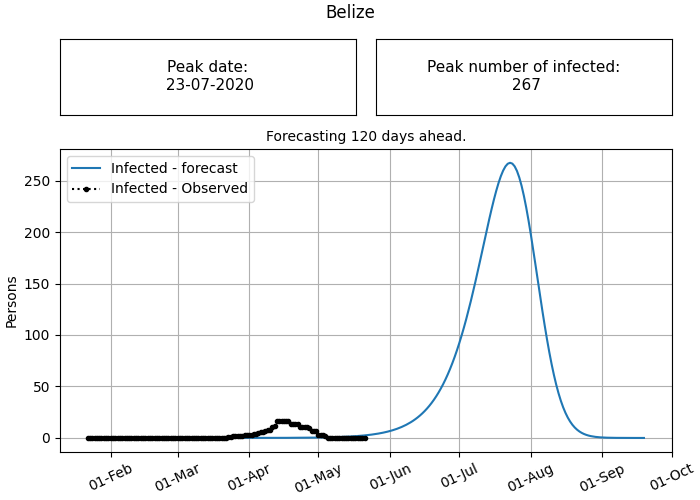 Belize
Peak date:
23-07-2020
Peak number of infected:
267
Forecasting 120 days ahead.
Infected - forecast
Infected - Observed
Persons
250
200
150
100
50
0
01-Feb
01-Mar
01-Apr
01-May
01-Jun
01-Jul
01-Aug
01-Sep
01-Oct